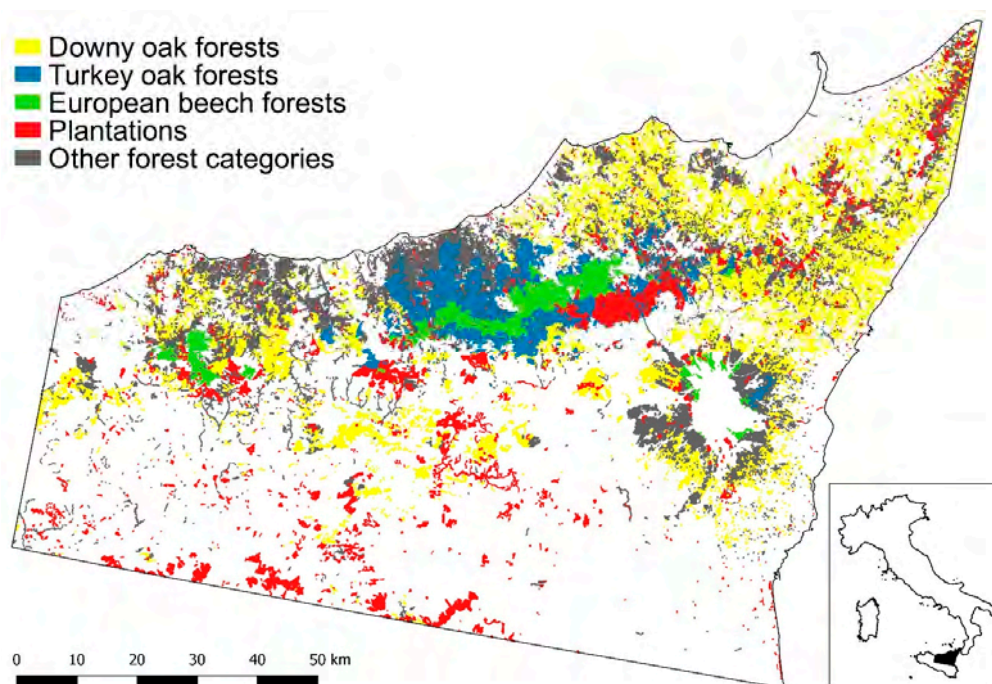 Downy oak forests
Turkey oak forests
European beech forests
Plantations
Other forest categories
0 10 20 30 40 50 km